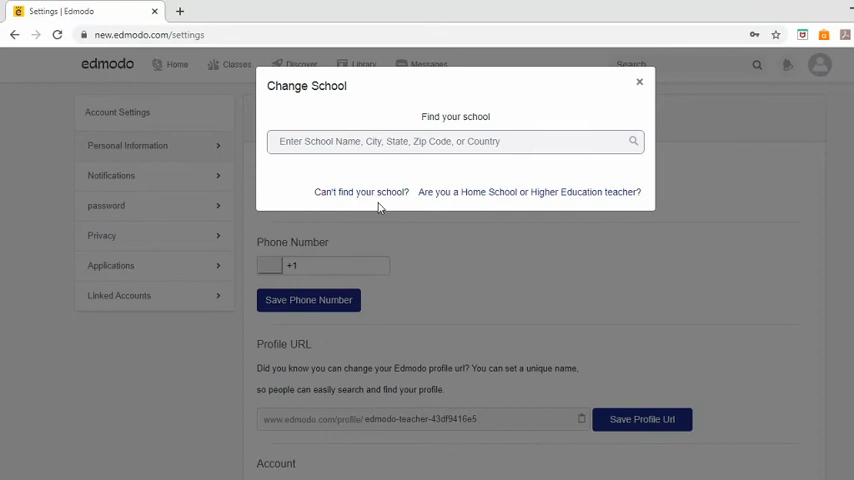 Settings | Edmodo
new.edmodo.com/settings
edmodo Home Classes Discover Library Messages Search
Change School
Find your school
Enter School Name, City, State, Zip Code, or Country
Can't find your school? Are you a Home School or Higher Education teacher?
Account Settings
Personal Information
Notifications
password
Privacy
Applications
Linked Accounts
Phone Number
+1
Save Phone Number
Profile URL
Did you know you can change your Edmodo profile url? You can set a unique name,
so people can easily search and find your profile.
www.edmodo.com/profile/ edmodo-teacher-43df9416e5 Save Profile Url
Account